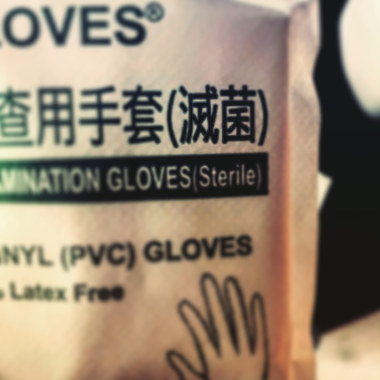 LOVES®
查用手套(滅菌)
MINATION GLOVES(Sterile)
NYL (PVC) GLOVES
Latex Free